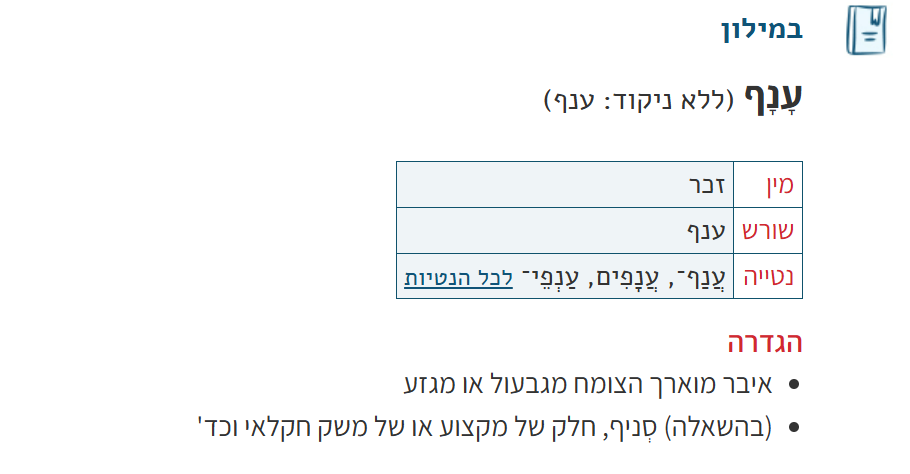 במילון
עָנָף (ללא ניקוד: ענף)
מין זכר
שורש ענף
נטייה עֲנַף־, עֲנָפִים, עַנְפֵי־ לכל הנטיות
הגדרה
• איבר מוארך הצומח מגבעול או מגזע
• (בהשאלה) סְניף, חלק של מקצוע או של משק חקלאי וכד'